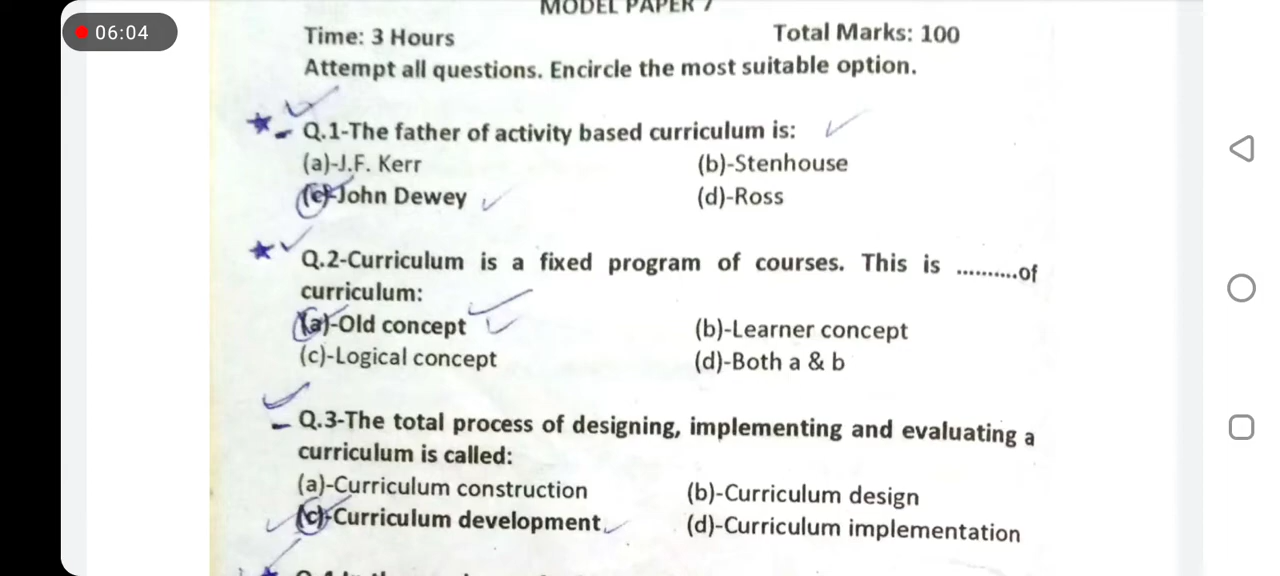 06:04
MODEL PAPER 7
Time: 3 Hours Total Marks: 100
Attempt all questions. Encircle the most suitable option.
Q.1-The father of activity based curriculum is:
(a)-J.F. Kerr (b)-Stenhouse
(c)-John Dewey (d)-Ross
Q.2-Curriculum is a fixed program of courses. This is ..........of
curriculum:
(a)-Old concept (b)-Learner concept
(c)-Logical concept (d)-Both a & b
Q.3-The total process of designing, implementing and evaluating a
curriculum is called:
(a)-Curriculum construction (b)-Curriculum design
(c)-Curriculum development (d)-Curriculum implementation